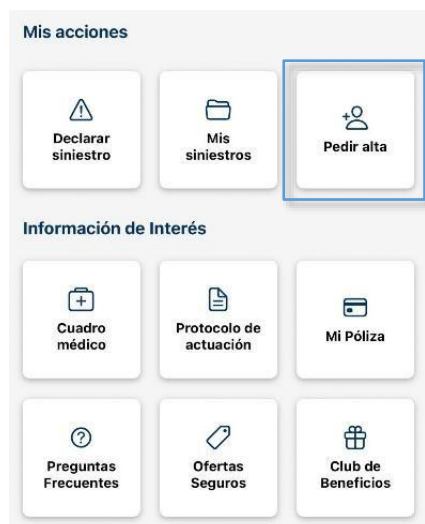 Mis acciones
Declarar
siniestro
Mis
siniestros
Pedir alta
Información de Interés
Cuadro
médico
Protocolo de
actuación
Mi Póliza
Preguntas
Frecuentes
Ofertas
Seguros
Club de
Beneficios